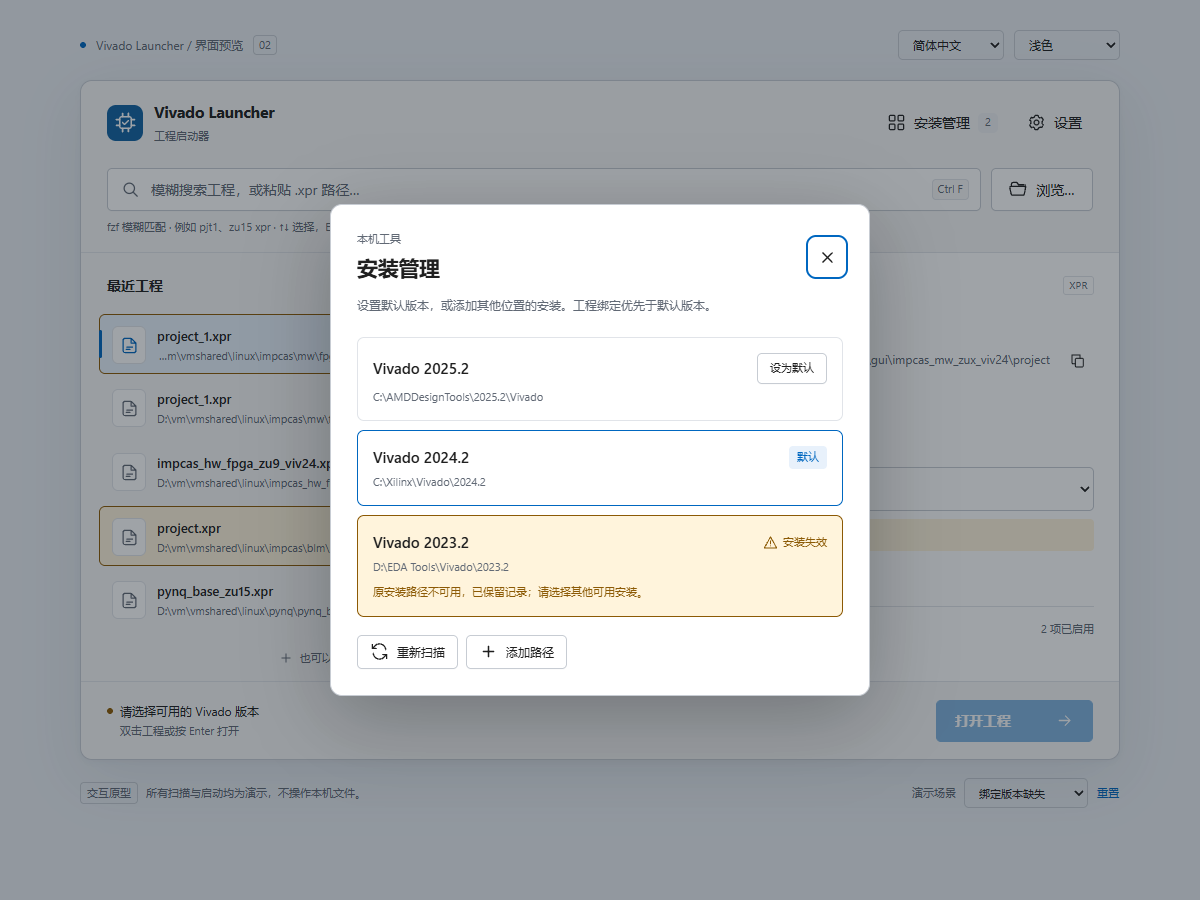 Vivado Launcher / 界面预览 02
简体中文
浅色
Vivado Launcher
工程启动器
安装管理 2
设置
模糊搜索工程，或粘贴 .xpr 路径...
Ctrl F
浏览...
fzf 模糊匹配 · 例如 pjt1、zu15 xpr · ↑↓ 选择，
最近工程
XPR
project_1.xpr
...m\vmshared\linux\impcas\mw\fp
project_1.xpr
D:\vm\vmshared\linux\impcas\mw\
impcas_hw_fpga_zu9_viv24.xp
D:\vm\vmshared\linux\impcas_hw_f
project.xpr
D:\vm\vmshared\linux\impcas\blm\
pynq_base_zu15.xpr
D:\vm\vmshared\linux\pynq\pynq_b
+ 也可以
gui\impcas_mw_zux_viv24\project
2 项已启用
本机工具
安装管理
设置默认版本，或添加其他位置的安装。工程绑定优先于默认版本。
Vivado 2025.2
设为默认
C:\AMDDesignTools\2025.2\Vivado
Vivado 2024.2
默认
C:\Xilinx\Vivado\2024.2
Vivado 2023.2
安装失效
D:\EDA Tools\Vivado\2023.2
原安装路径不可用，已保留记录；请选择其他可用安装。
重新扫描
添加路径
请选择可用的 Vivado 版本
双击工程或按 Enter 打开
打开工程
交互原型 所有扫描与启动均为演示，不操作本机文件。
演示场景 绑定版本缺失 重置